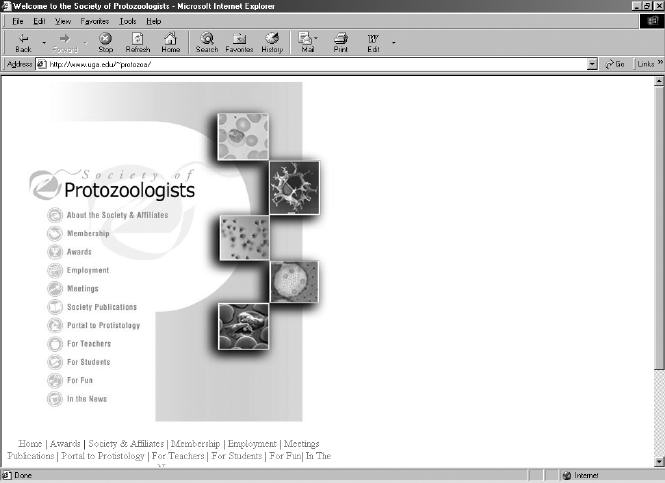 Welcome to the Society of Protozoologists - Microsoft Internet Explorer
File Edit View Favorites Tools Help
Back Forward Stop Refresh Home Search Favorites History Mail Print Edit
Address http://www.uga.edu/~protozoa/ Go Links »
Society of
Protozoologists
About the Society & Affiliates
Membership
Awards
Employment
Meetings
Society Publications
Portal to Protistology
For Teachers
For Students
For Fun
In the News
Home | Awards | Society & Affiliates | Membership | Employment | Meetings
Publications | Portal to Protistology | For Teachers | For Students | For Fun| In The
Done Internet